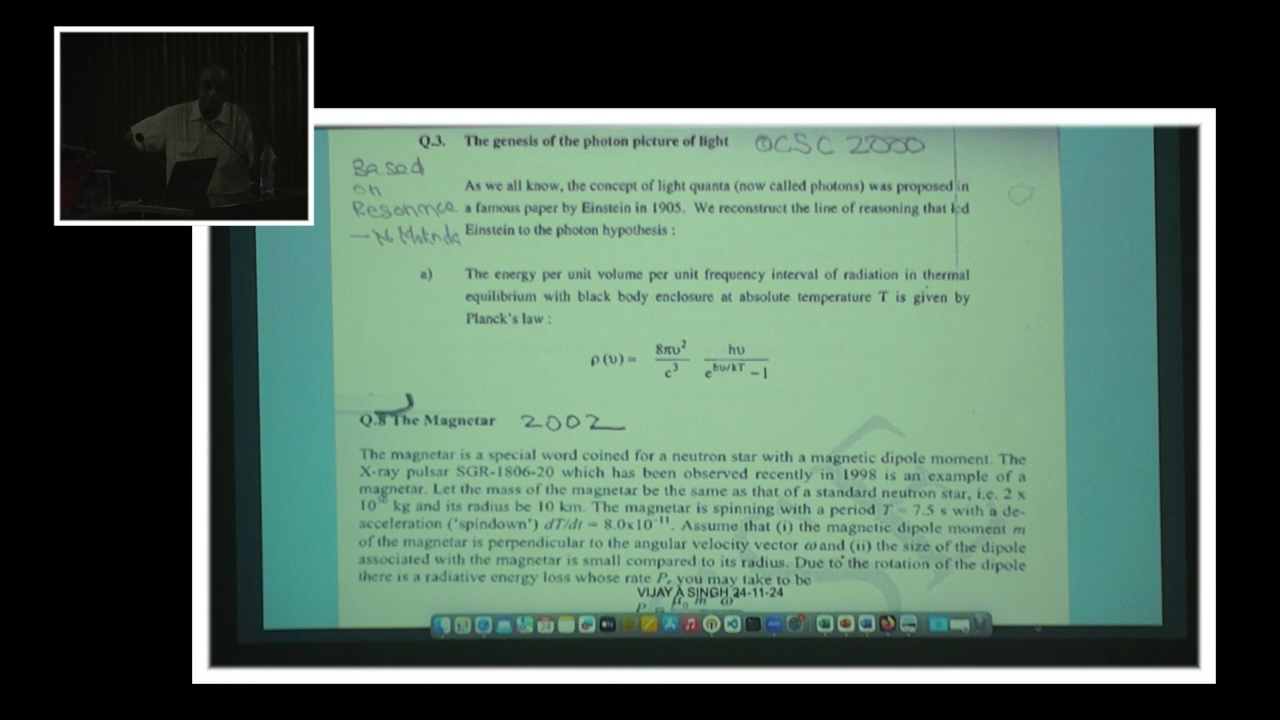 Q.3. The genesis of the photon picture of light OCSC 2000
Based
on
Resonance
As we all know, the concept of light quanta (now called photons) was proposed in
a famous paper by Einstein in 1905. We reconstruct the line of reasoning that led
Einstein to the photon hypothesis :
a) The energy per unit volume per unit frequency interval of radiation in thermal
equilibrium with black body enclosure at absolute temperature T is given by
Planck's law :
ρ (υ) = 8πυ² / c³ hυ / e^hυ/kT − 1
Q.8 The Magnetar 2002
The magnetar is a special word coined for a neutron star with a magnetic dipole moment. The
X-ray pulsar SGR-1806-20 which has been observed recently in 1998 is an example of a
magnetar. Let the mass of the magnetar be the same as that of a standard neutron star, i.e. 2 x
10³⁰ kg and its radius be 10 km. The magnetar is spinning with a period T = 7.5 s with a de-
acceleration ('spindown') dT/dt = 8.0x10⁻¹¹. Assume that (i) the magnetic dipole moment m
of the magnetar is perpendicular to the angular velocity vector ω and (ii) the size of the dipole
associated with the magnetar is small compared to its radius. Due to the rotation of the dipole
there is a radiative energy loss whose rate P, you may take to be
VIJAY A SINGH 24-11-24